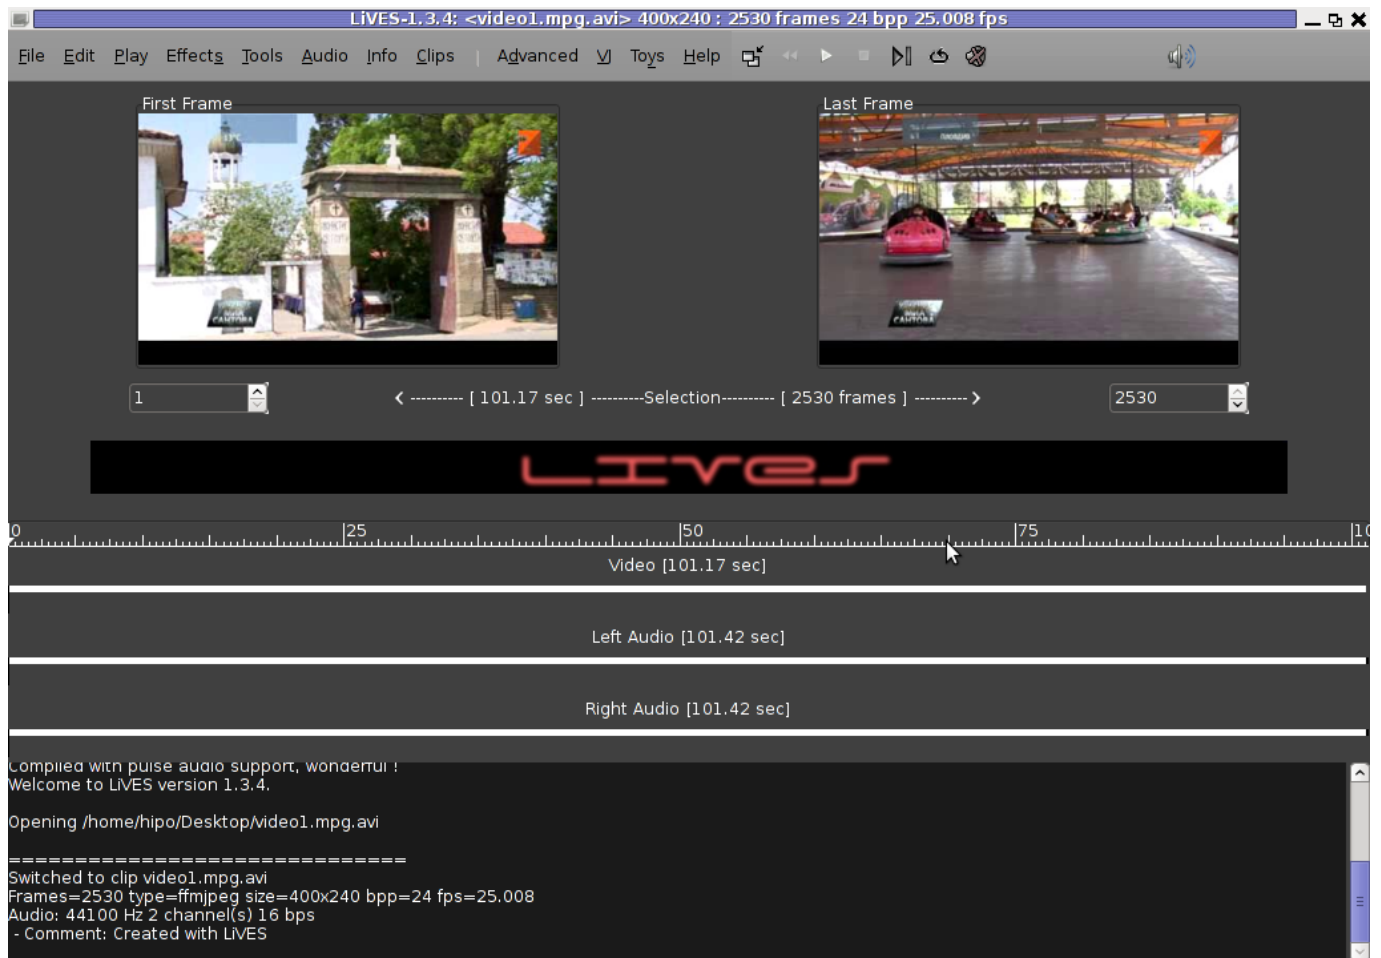 LiVES-1.3.4: <video1.mpg.avi> 400x240 : 2530 frames 24 bpp 25.008 fps
File Edit Play Effects Tools Audio Info Clips | Advanced VJ Toys Help
First Frame
Last Frame
САНТОВА
САНТОВА
1
< ---------- [ 101.17 sec ] ----------Selection---------- [ 2530 frames ] ---------- >
2530
LiVES
0 25 50 75 10
Video [101.17 sec]
Left Audio [101.42 sec]
Right Audio [101.42 sec]
Compiled with pulse audio support, wonderful !
Welcome to LiVES version 1.3.4.
Opening /home/hipo/Desktop/video1.mpg.avi
==============================
Switched to clip video1.mpg.avi
Frames=2530 type=ffmjpeg size=400x240 bpp=24 fps=25.008
Audio: 44100 Hz 2 channel(s) 16 bps
- Comment: Created with LiVES